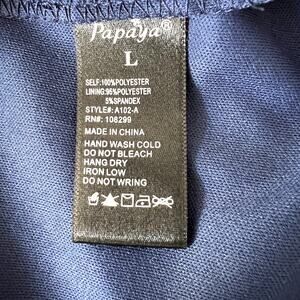 Papaya®
L
SELF:100%POLYESTER
LINING:95%POLYESTER
5%SPANDEX
STYLE#: A102-A
RN#: 108299
MADE IN CHINA
HAND WASH COLD
DO NOT BLEACH
HANG DRY
IRON LOW
DO NOT WRING